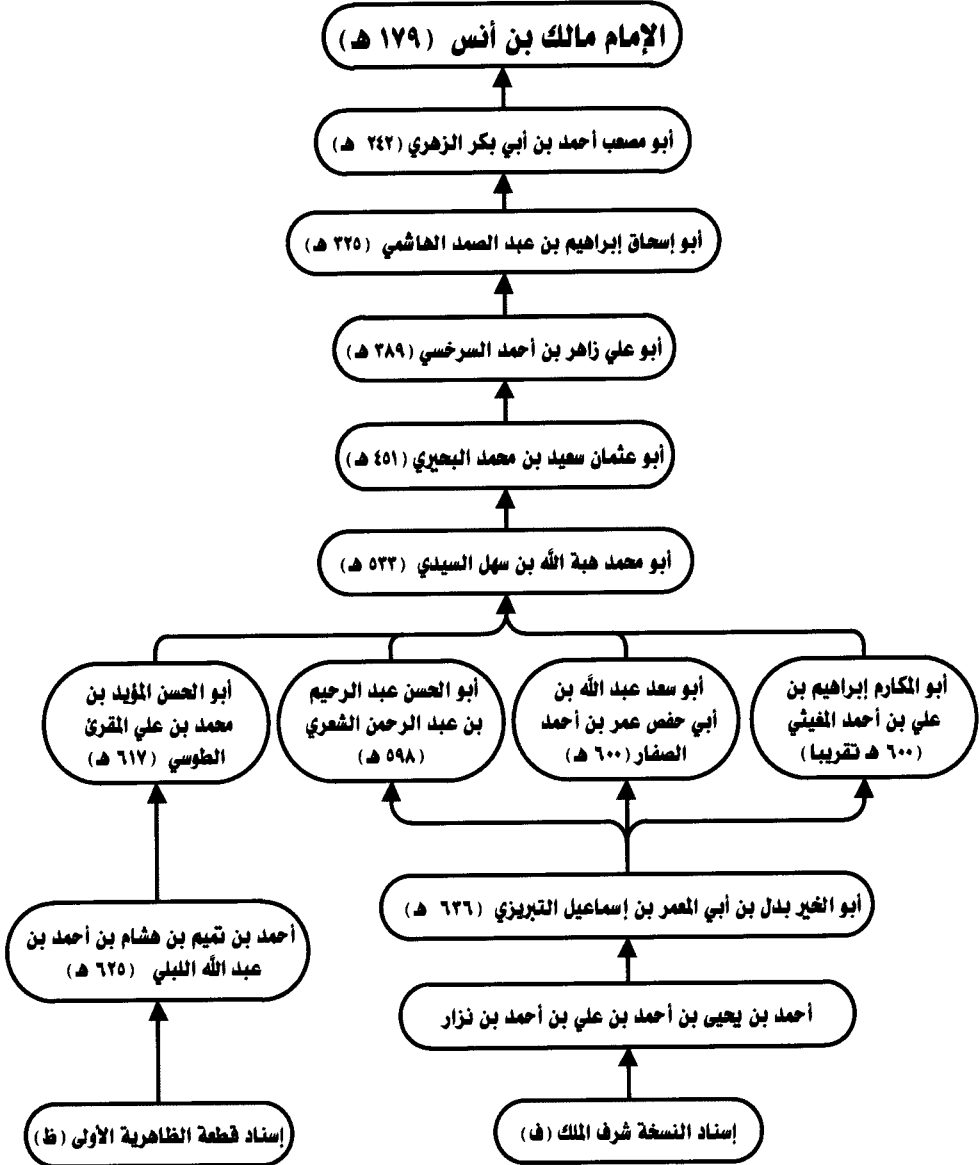 الإمام مالك بن أنس (١٧٩ هـ)
أبو مصعب أحمد بن أبي بكر الزهري (٢٤٢ هـ)
أبو إسحاق إبراهيم بن عبد الصمد الهاشمي (٣٢٥ هـ)
أبو علي زاهر بن أحمد السرخسي (٣٨٩ هـ)
أبو عثمان سعيد بن محمد البحيري (٤٥١ هـ)
أبو محمد هبة الله بن سهل السيدي (٥٣٣ هـ)
أبو المكارم إبراهيم بن
علي بن أحمد المغيثي
(٦٠٠ هـ تقريبا)
أبو سعد عبد الله بن
أبي حفص عمر بن أحمد
الصفار (٦٠٠ هـ)
أبو الحسن عبد الرحيم
بن عبد الرحمن الشعري
(٥٩٨ هـ)
أبو الحسن المؤيد بن
محمد بن علي المقرئ
الطوسي (٦١٧ هـ)
أبو الخير بدل بن أبي المعمر بن إسماعيل التبريزي (٦٣٦ هـ)
أحمد بن تميم بن هشام بن أحمد بن
عبد الله اللبلي (٦٢٥ هـ)
أحمد بن يحيى بن أحمد بن علي بن أحمد بن نزار
إسناد النسخة شرف الملك (ف)
إسناد قطعة الظاهرية الأولى (ظ)